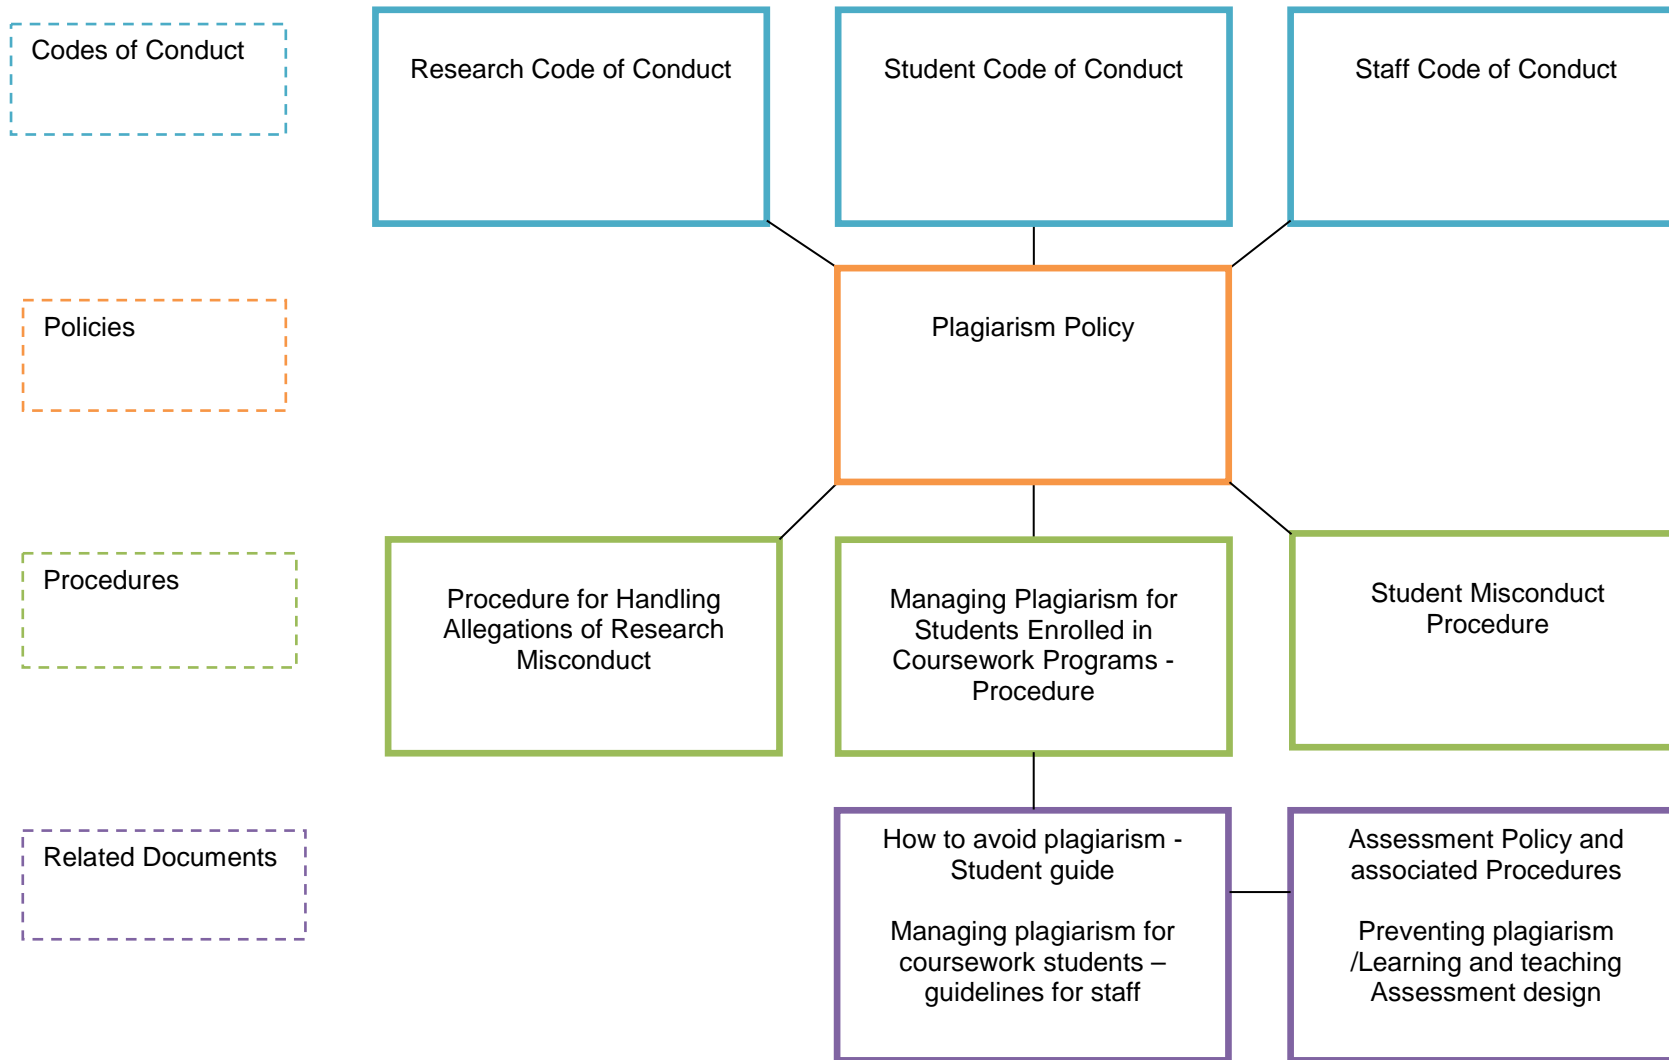 Codes of Conduct
Research Code of Conduct
Student Code of Conduct
Staff Code of Conduct
Policies
Plagiarism Policy
Procedures
Procedure for Handling
Allegations of Research
Misconduct
Managing Plagiarism for
Students Enrolled in
Coursework Programs -
Procedure
Student Misconduct
Procedure
Related Documents
How to avoid plagiarism -
Student guide
Managing plagiarism for
coursework students –
guidelines for staff
Assessment Policy and
associated Procedures
Preventing plagiarism
/Learning and teaching
Assessment design